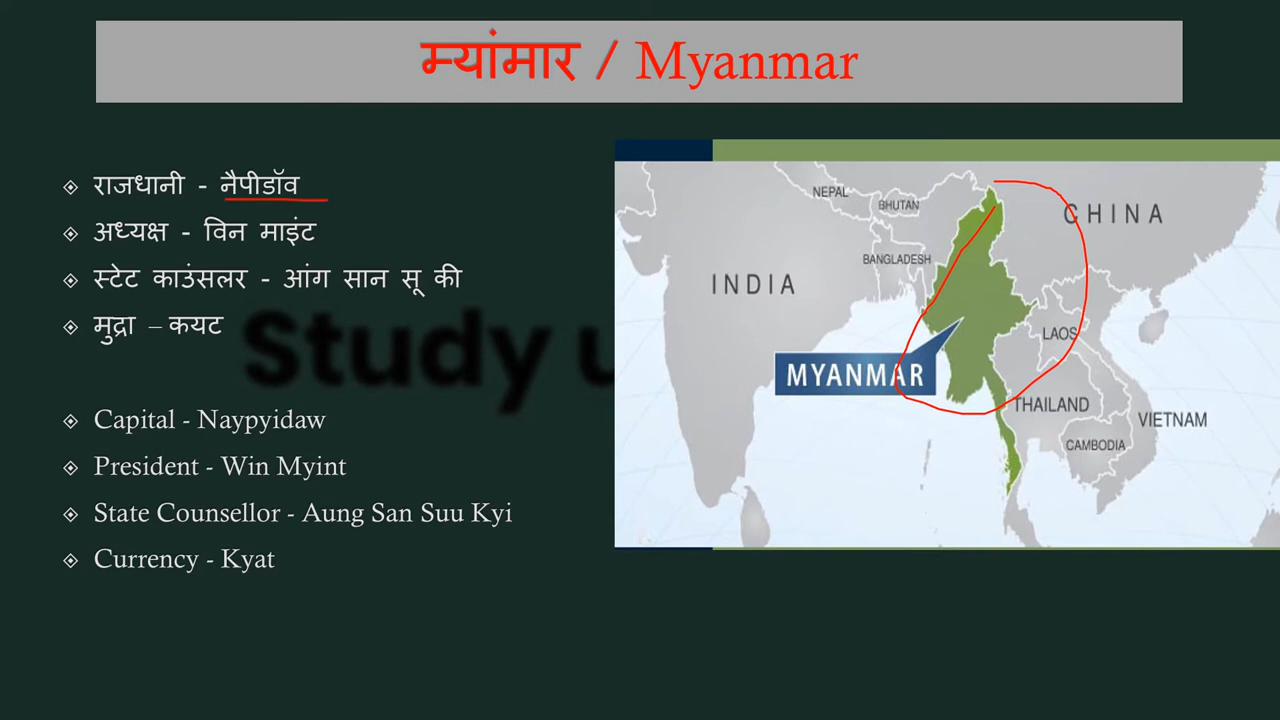 म्यांमार / Myanmar
राजधानी - नैपीडॉव
अध्यक्ष - विन माइंट
स्टेट काउंसलर - आंग सान सू की
मुद्रा – कयट
Study u
Capital - Naypyidaw
President - Win Myint
State Counsellor - Aung San Suu Kyi
Currency - Kyat
NEPAL
BHUTAN
CHINA
BANGLADESH
INDIA
LAOS
MYANMAR
THAILAND
VIETNAM
CAMBODIA